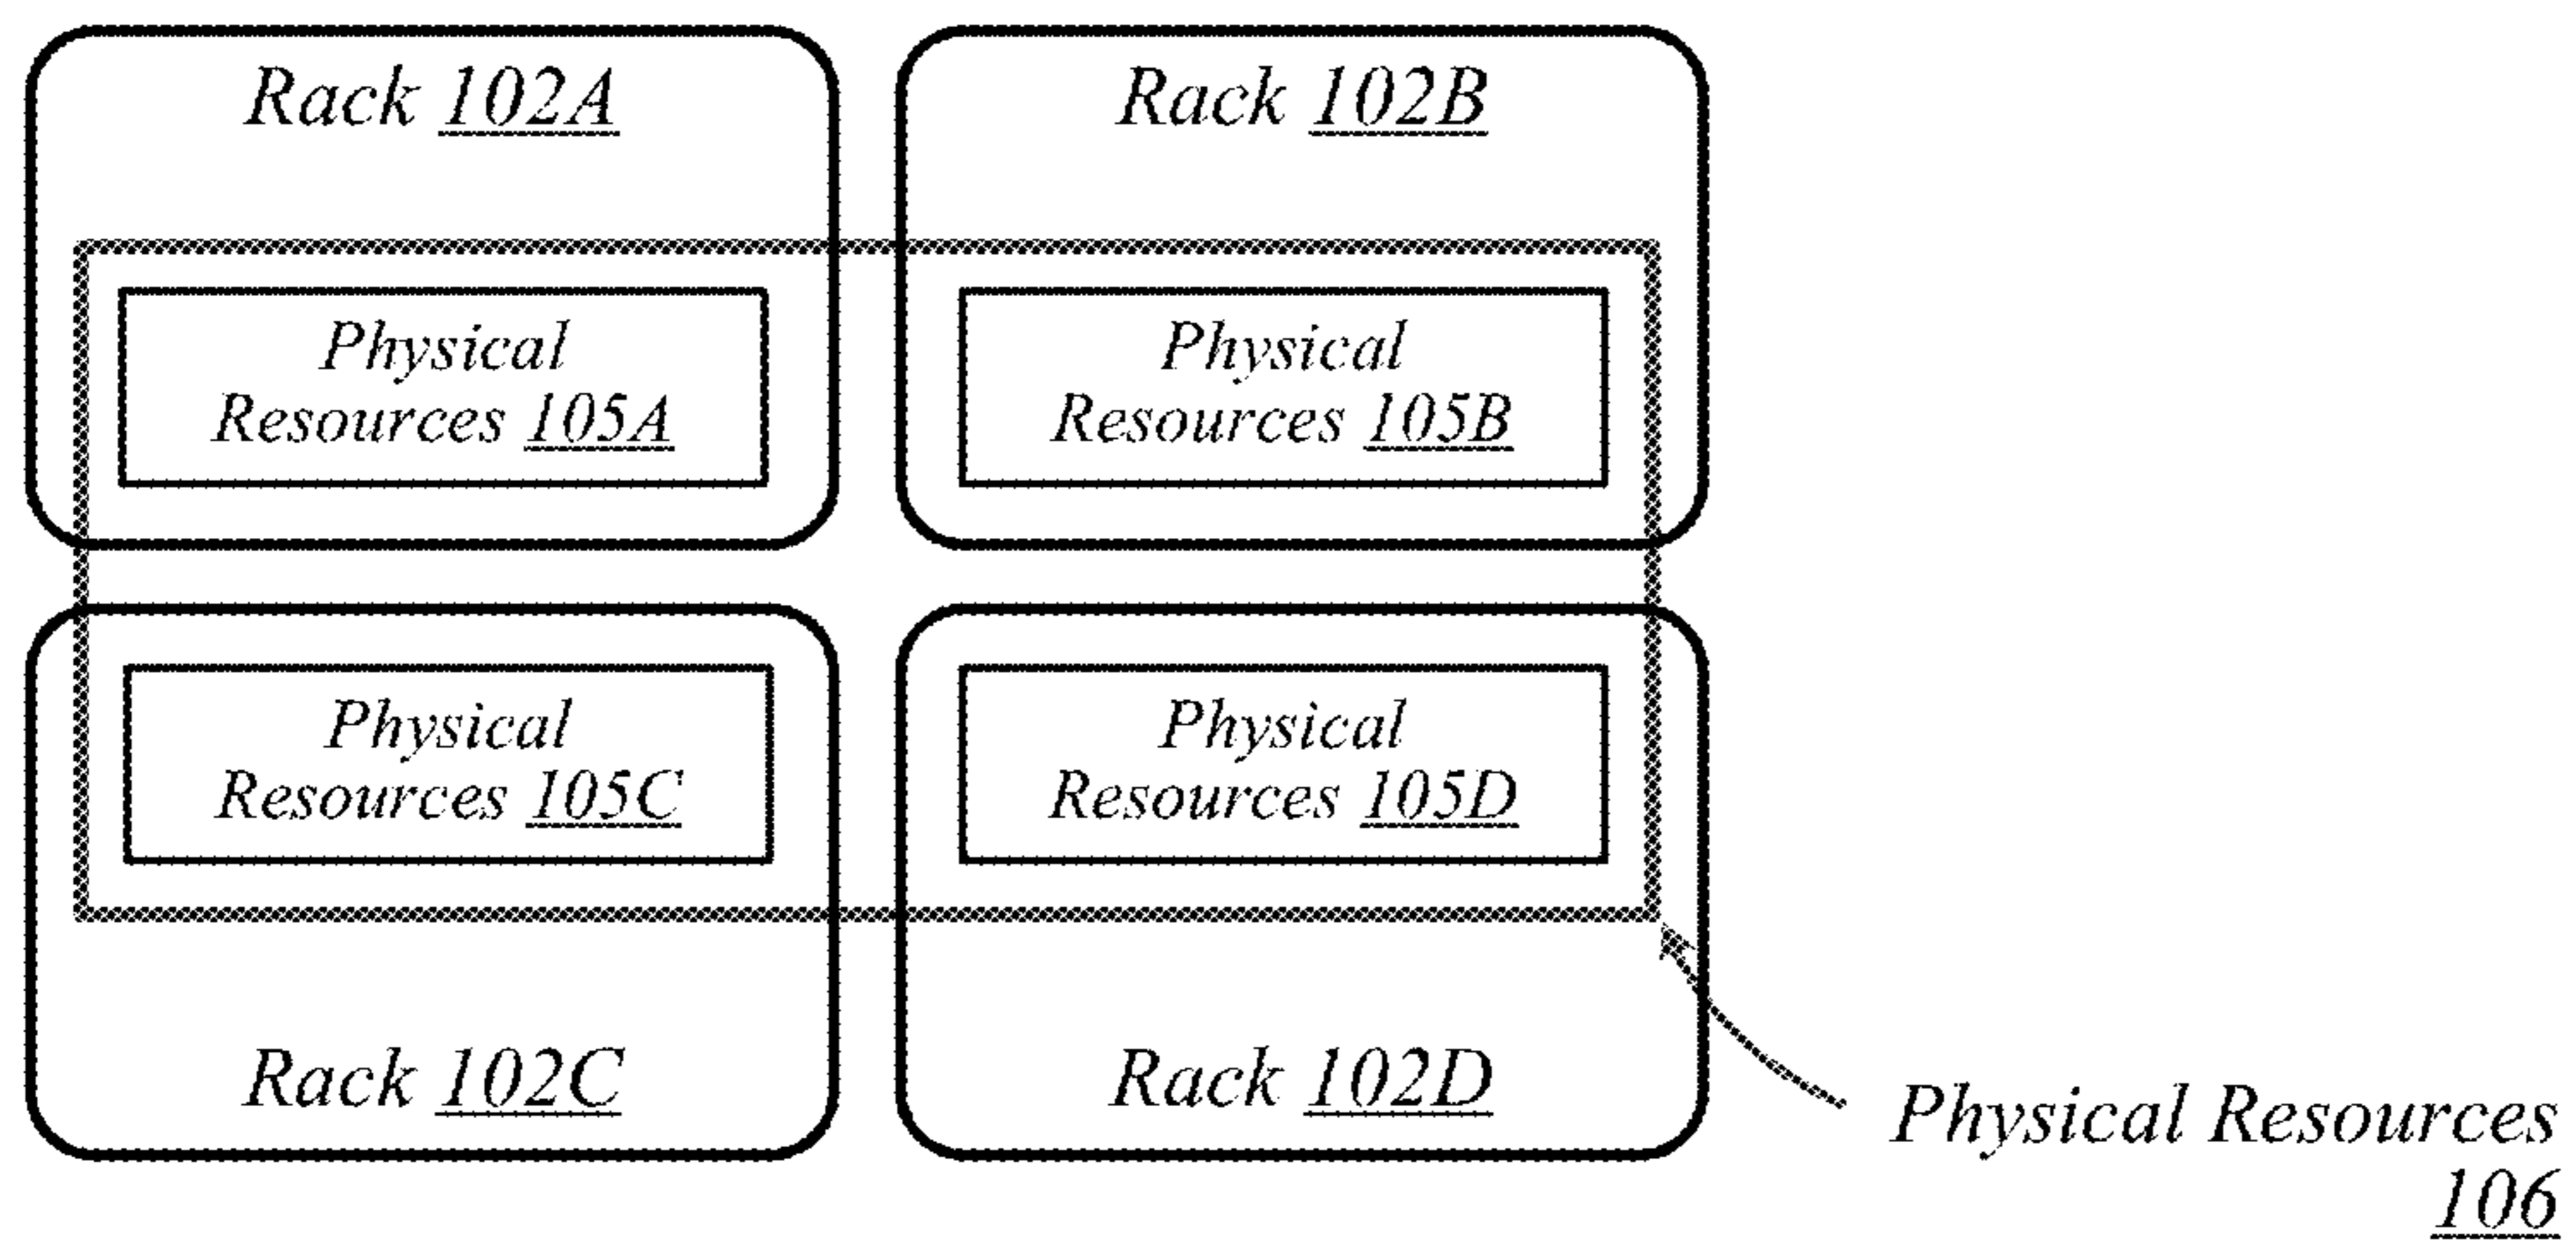 Rack 102A
Rack 102B
Physical
Resources 105A
Physical
Resources 105B
Physical
Resources 105C
Physical
Resources 105D
Rack 102C
Rack 102D
Physical Resources
106